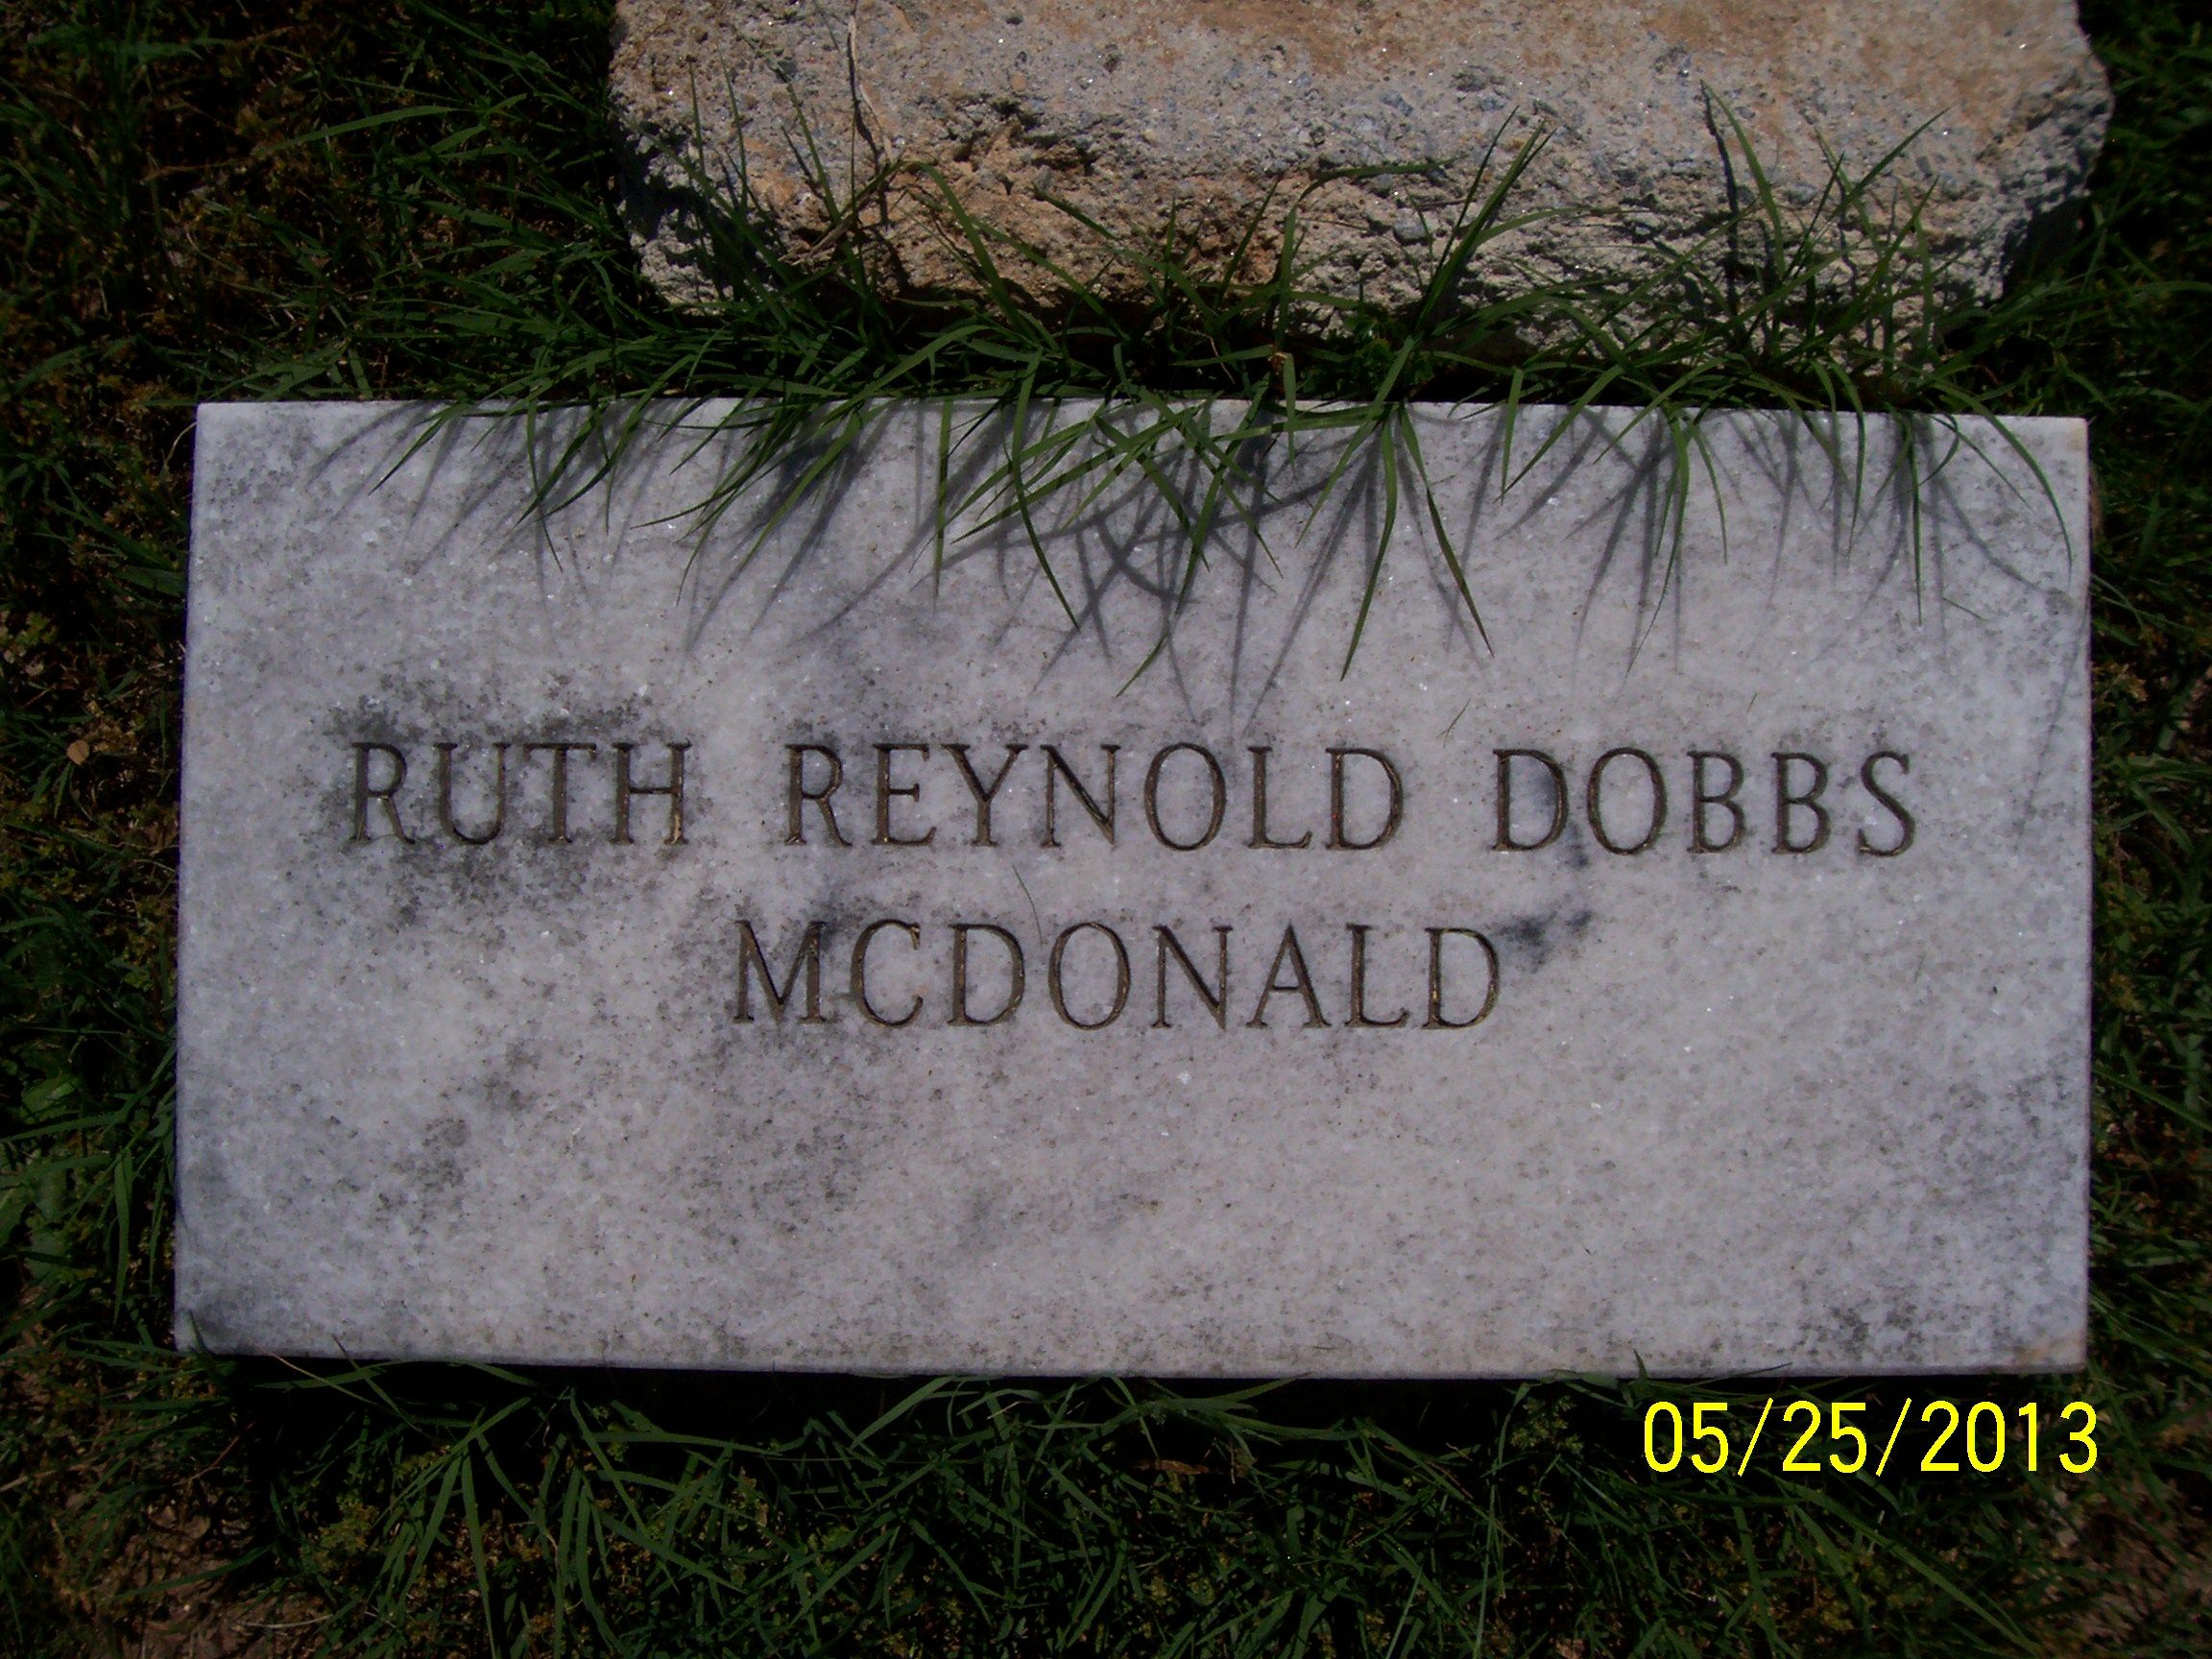 RUTH REYNOLD DOBBS
MCDONALD
05/25/2013